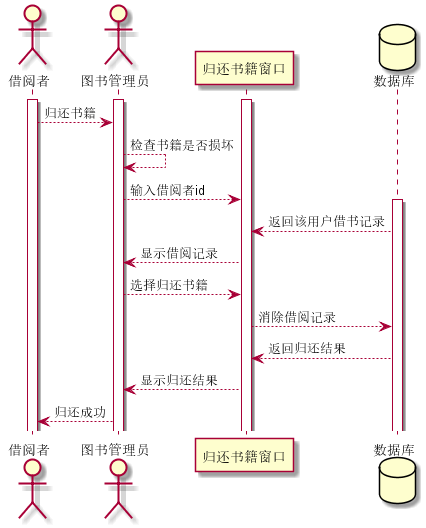 借阅者
图书管理员
归还书籍窗口
数据库
归还书籍
检查书籍是否损坏
输入借阅者id
返回该用户借书记录
显示借阅记录
选择归还书籍
消除借阅记录
返回归还结果
显示归还结果
归还成功
借阅者
图书管理员
归还书籍窗口
数据库